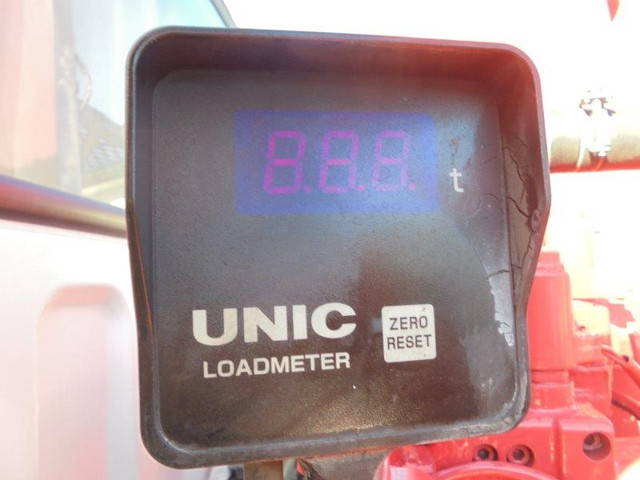 8.8.8.
t
UNIC
LOADMETER
ZERO
RESET